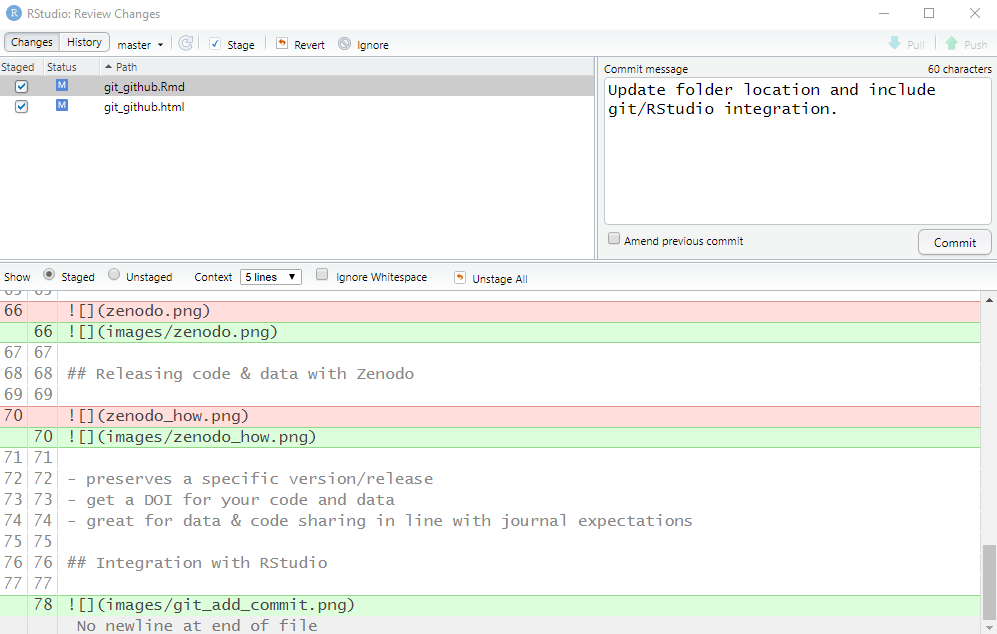 R RStudio: Review Changes
Changes History master Stage Revert Ignore Pull Push
Staged Status Path
M git_github.Rmd
M git_github.html
Commit message 60 characters
Update folder location and include
git/RStudio integration.
Amend previous commit Commit
Show Staged Unstaged Context 5 lines Ignore Whitespace Unstage All
65 65
66 ![](zenodo.png)
66 ![](images/zenodo.png)
67 67
68 68 ## Releasing code & data with Zenodo
69 69
70 ![](zenodo_how.png)
70 ![](images/zenodo_how.png)
71 71
72 72 - preserves a specific version/release
73 73 - get a DOI for your code and data
74 74 - great for data & code sharing in line with journal expectations
75 75
76 76 ## Integration with RStudio
77 77
78 ![](images/git_add_commit.png)
No newline at end of file